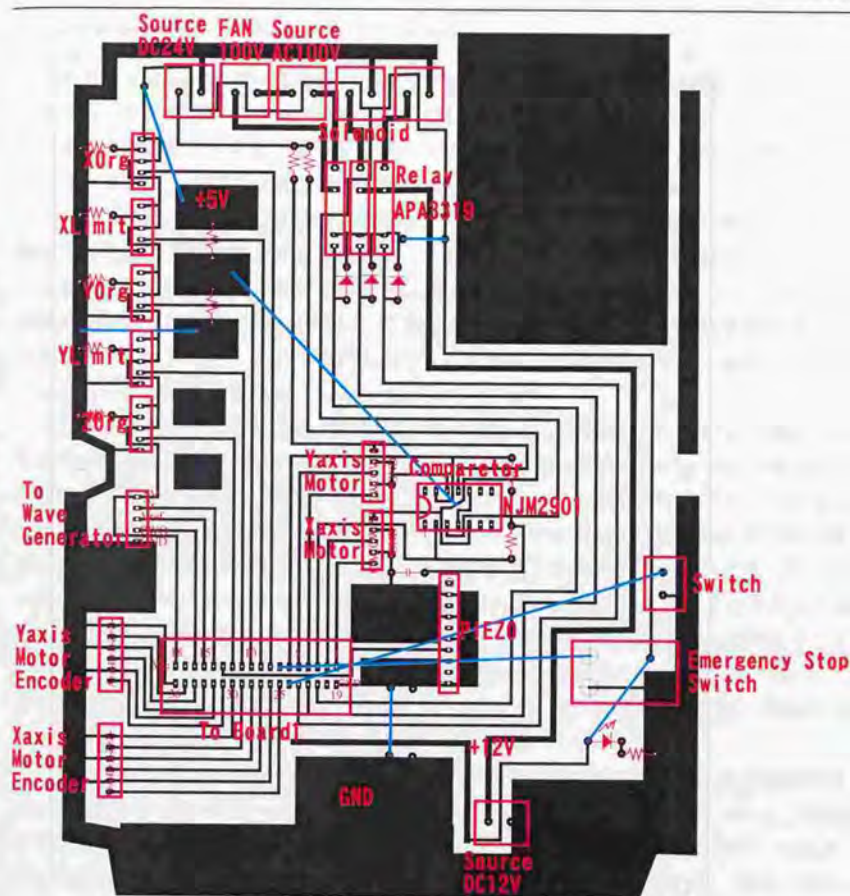 Source FAN Source
DC24V 100V AC100V
Solenoid
XOrg
Relay
+5V
APA3319
XLimit
YOrg
YLimit
ZOrg
Yaxis
Motor
Comparetor
NJM2901
To
Wave
Generator
Xaxis
Motor
Switch
PIEZO
Yaxis
Motor
Encoder
Emergency Stop
Switch
To Board1
Xaxis
Motor
Encoder
+12V
GND
Source
DC12V